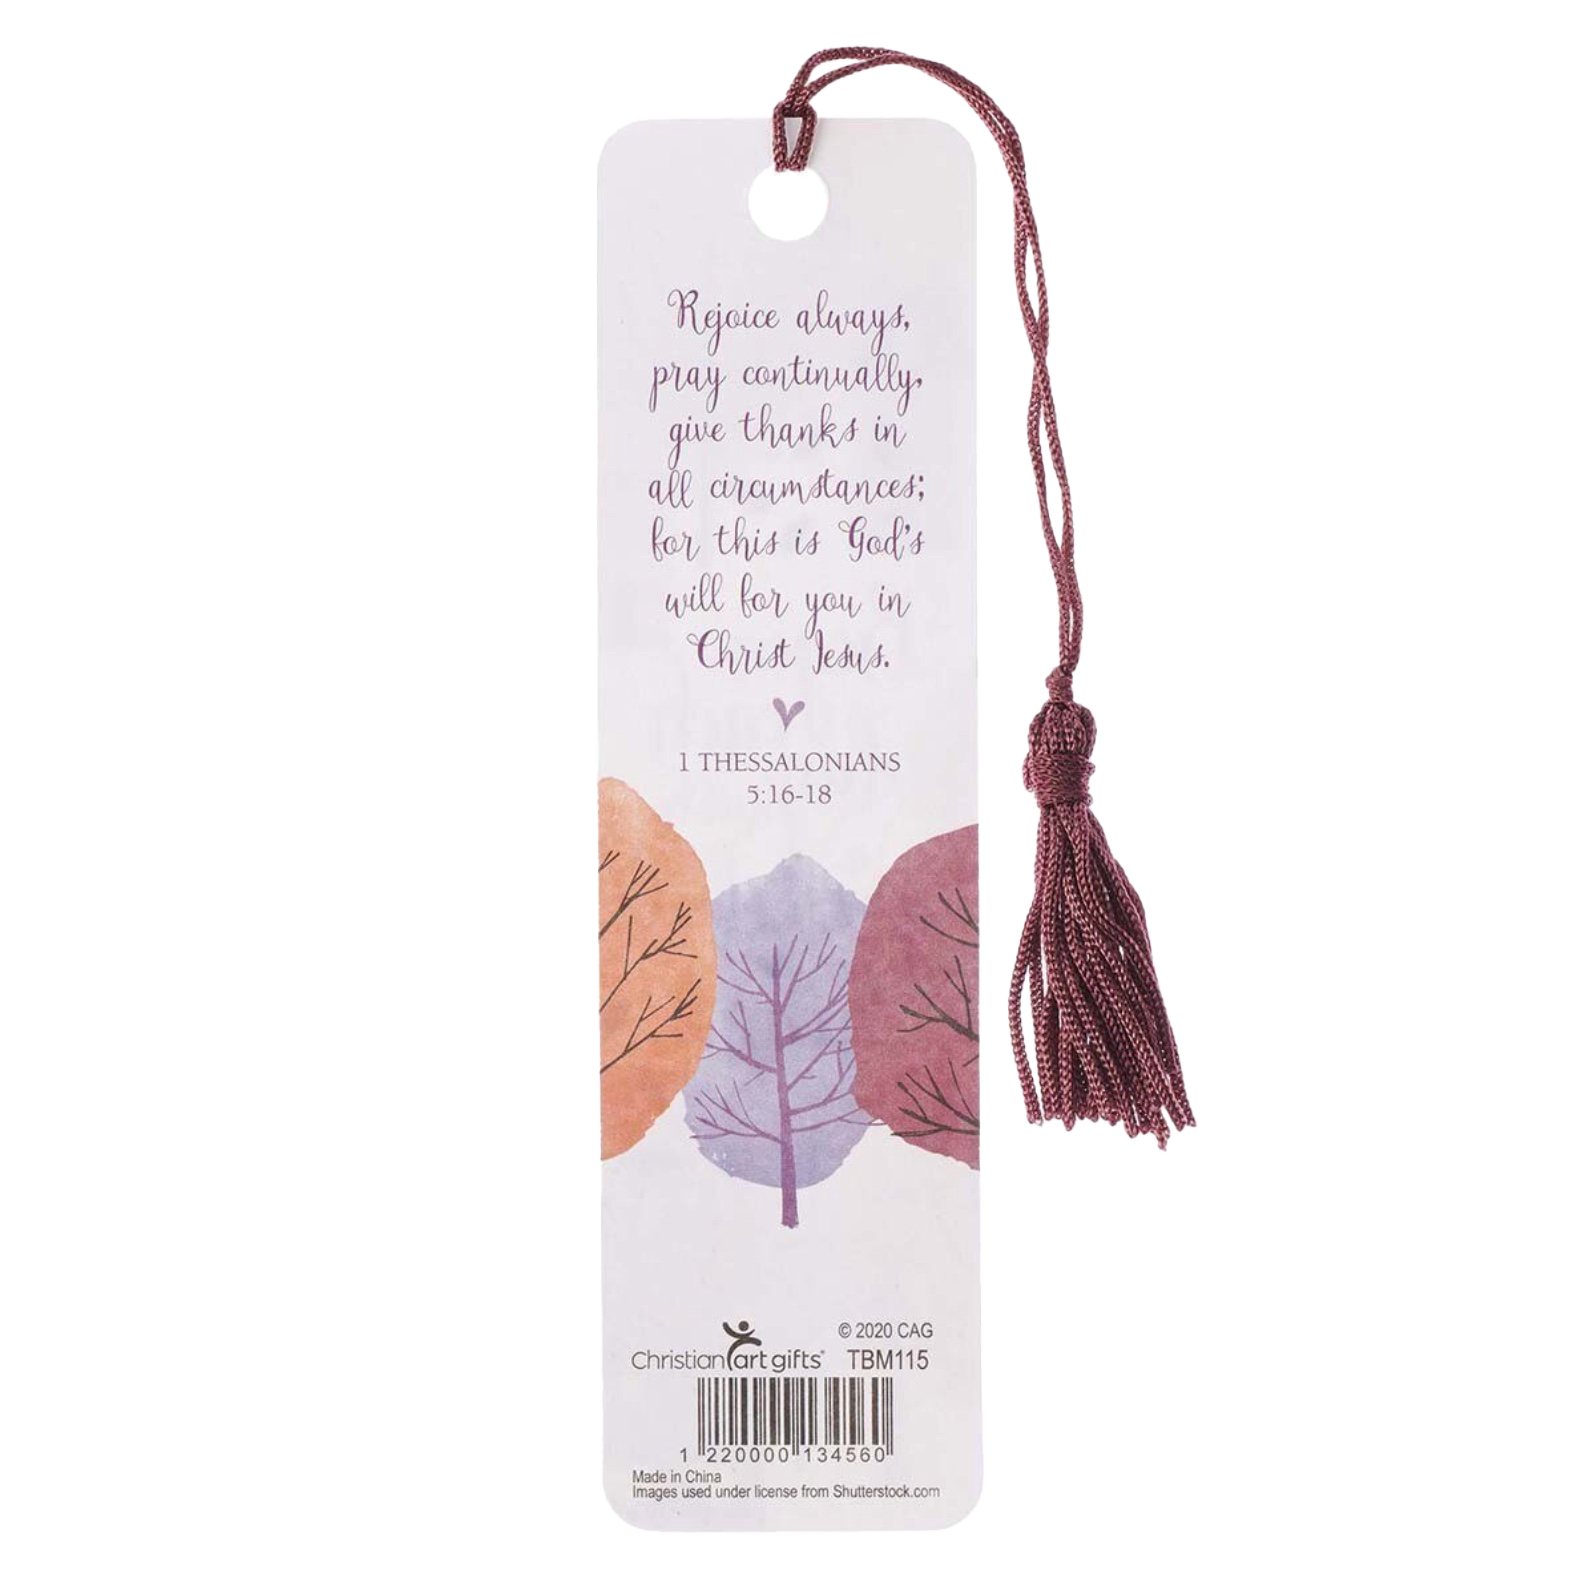 Rejoice always,
pray continually,
give thanks in
all circumstances;
for this is God's
will for you in
Christ Jesus.
1 THESSALONIANS
5:16-18
© 2020 CAG
Christian art gifts® TBM115
1 220000 134560
Made in China
Images used under license from Shutterstock.com